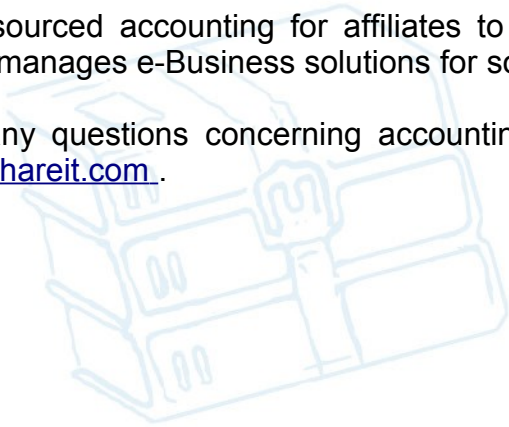 sourced accounting for affiliates to
manages e-Business solutions for so
ny questions concerning accountin
hareit.com .